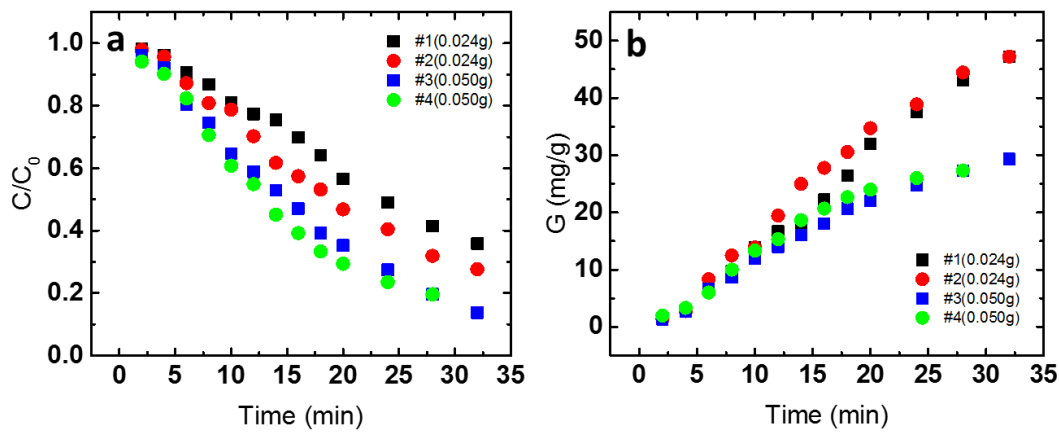 a
1.0
0.8
0.6
0.4
0.2
0.0
C/C0
0 5 10 15 20 25 30 35
Time (min)
#1(0.024g)
#2(0.024g)
#3(0.050g)
#4(0.050g)
b
50
40
30
20
10
0
G (mg/g)
0 5 10 15 20 25 30 35
Time (min)
#1(0.024g)
#2(0.024g)
#3(0.050g)
#4(0.050g)